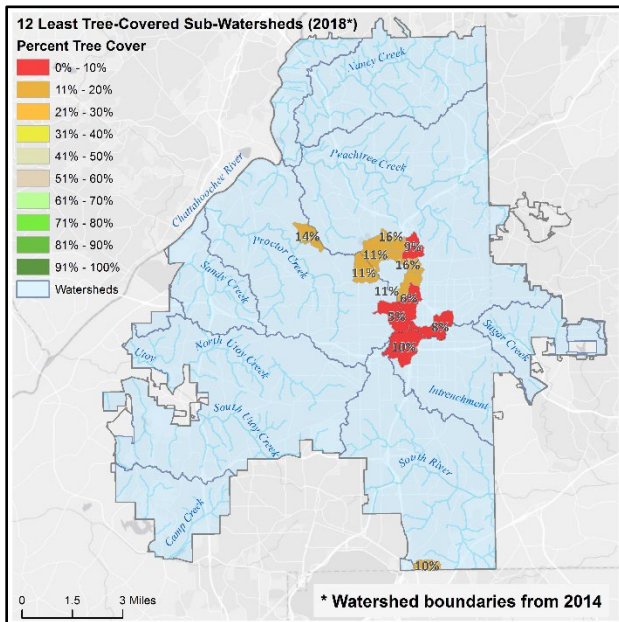 12 Least Tree-Covered Sub-Watersheds (2018*)
Percent Tree Cover
0% - 10%
11% - 20%
21% - 30%
31% - 40%
41% - 50%
51% - 60%
61% - 70%
71% - 80%
81% - 90%
91% - 100%
Watersheds
Nancy Creek
Peachtree Creek
Chattahoochee River
Proctor Creek
Sandy Creek
14%
16%
9%
11%
16%
11%
11%
6%
8%
10%
Sugar Creek
North Utoy Creek
Utoy
South Utoy Creek
Intrenchment
South River
Camp Creek
10%
0 1.5 3 Miles
* Watershed boundaries from 2014